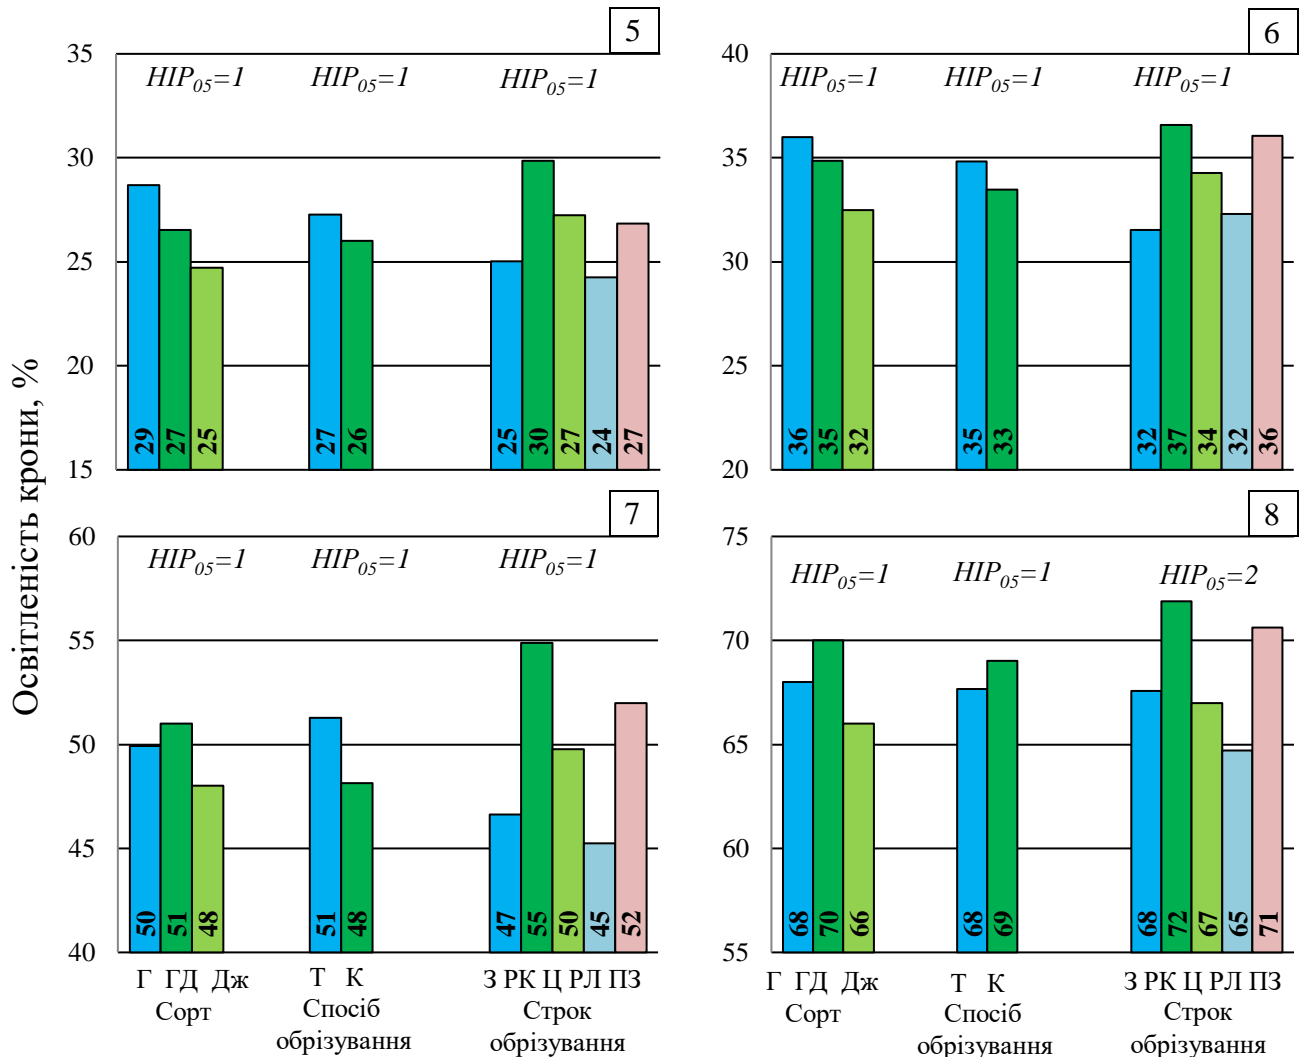 Освітленість крони, %
5
35
30
25
20
15
НІР05=1 НІР05=1 НІР05=1
29 27 25 27 26 25 30 27 24 27
6
40
35
30
25
20
НІР05=1 НІР05=1 НІР05=1
36 35 32 35 33 32 37 34 32 36
7
60
55
50
45
40
НІР05=1 НІР05=1 НІР05=1
50 51 48 51 48 47 55 50 45 52
Г ГД Дж Т К З РК Ц РЛ ПЗ
Сорт Спосіб Строк
обрізування обрізування
8
75
70
65
60
55
НІР05=1 НІР05=1 НІР05=2
68 70 66 68 69 68 72 67 65 71
Г ГД Дж Т К З РК Ц РЛ ПЗ
Сорт Спосіб Строк
обрізування обрізування